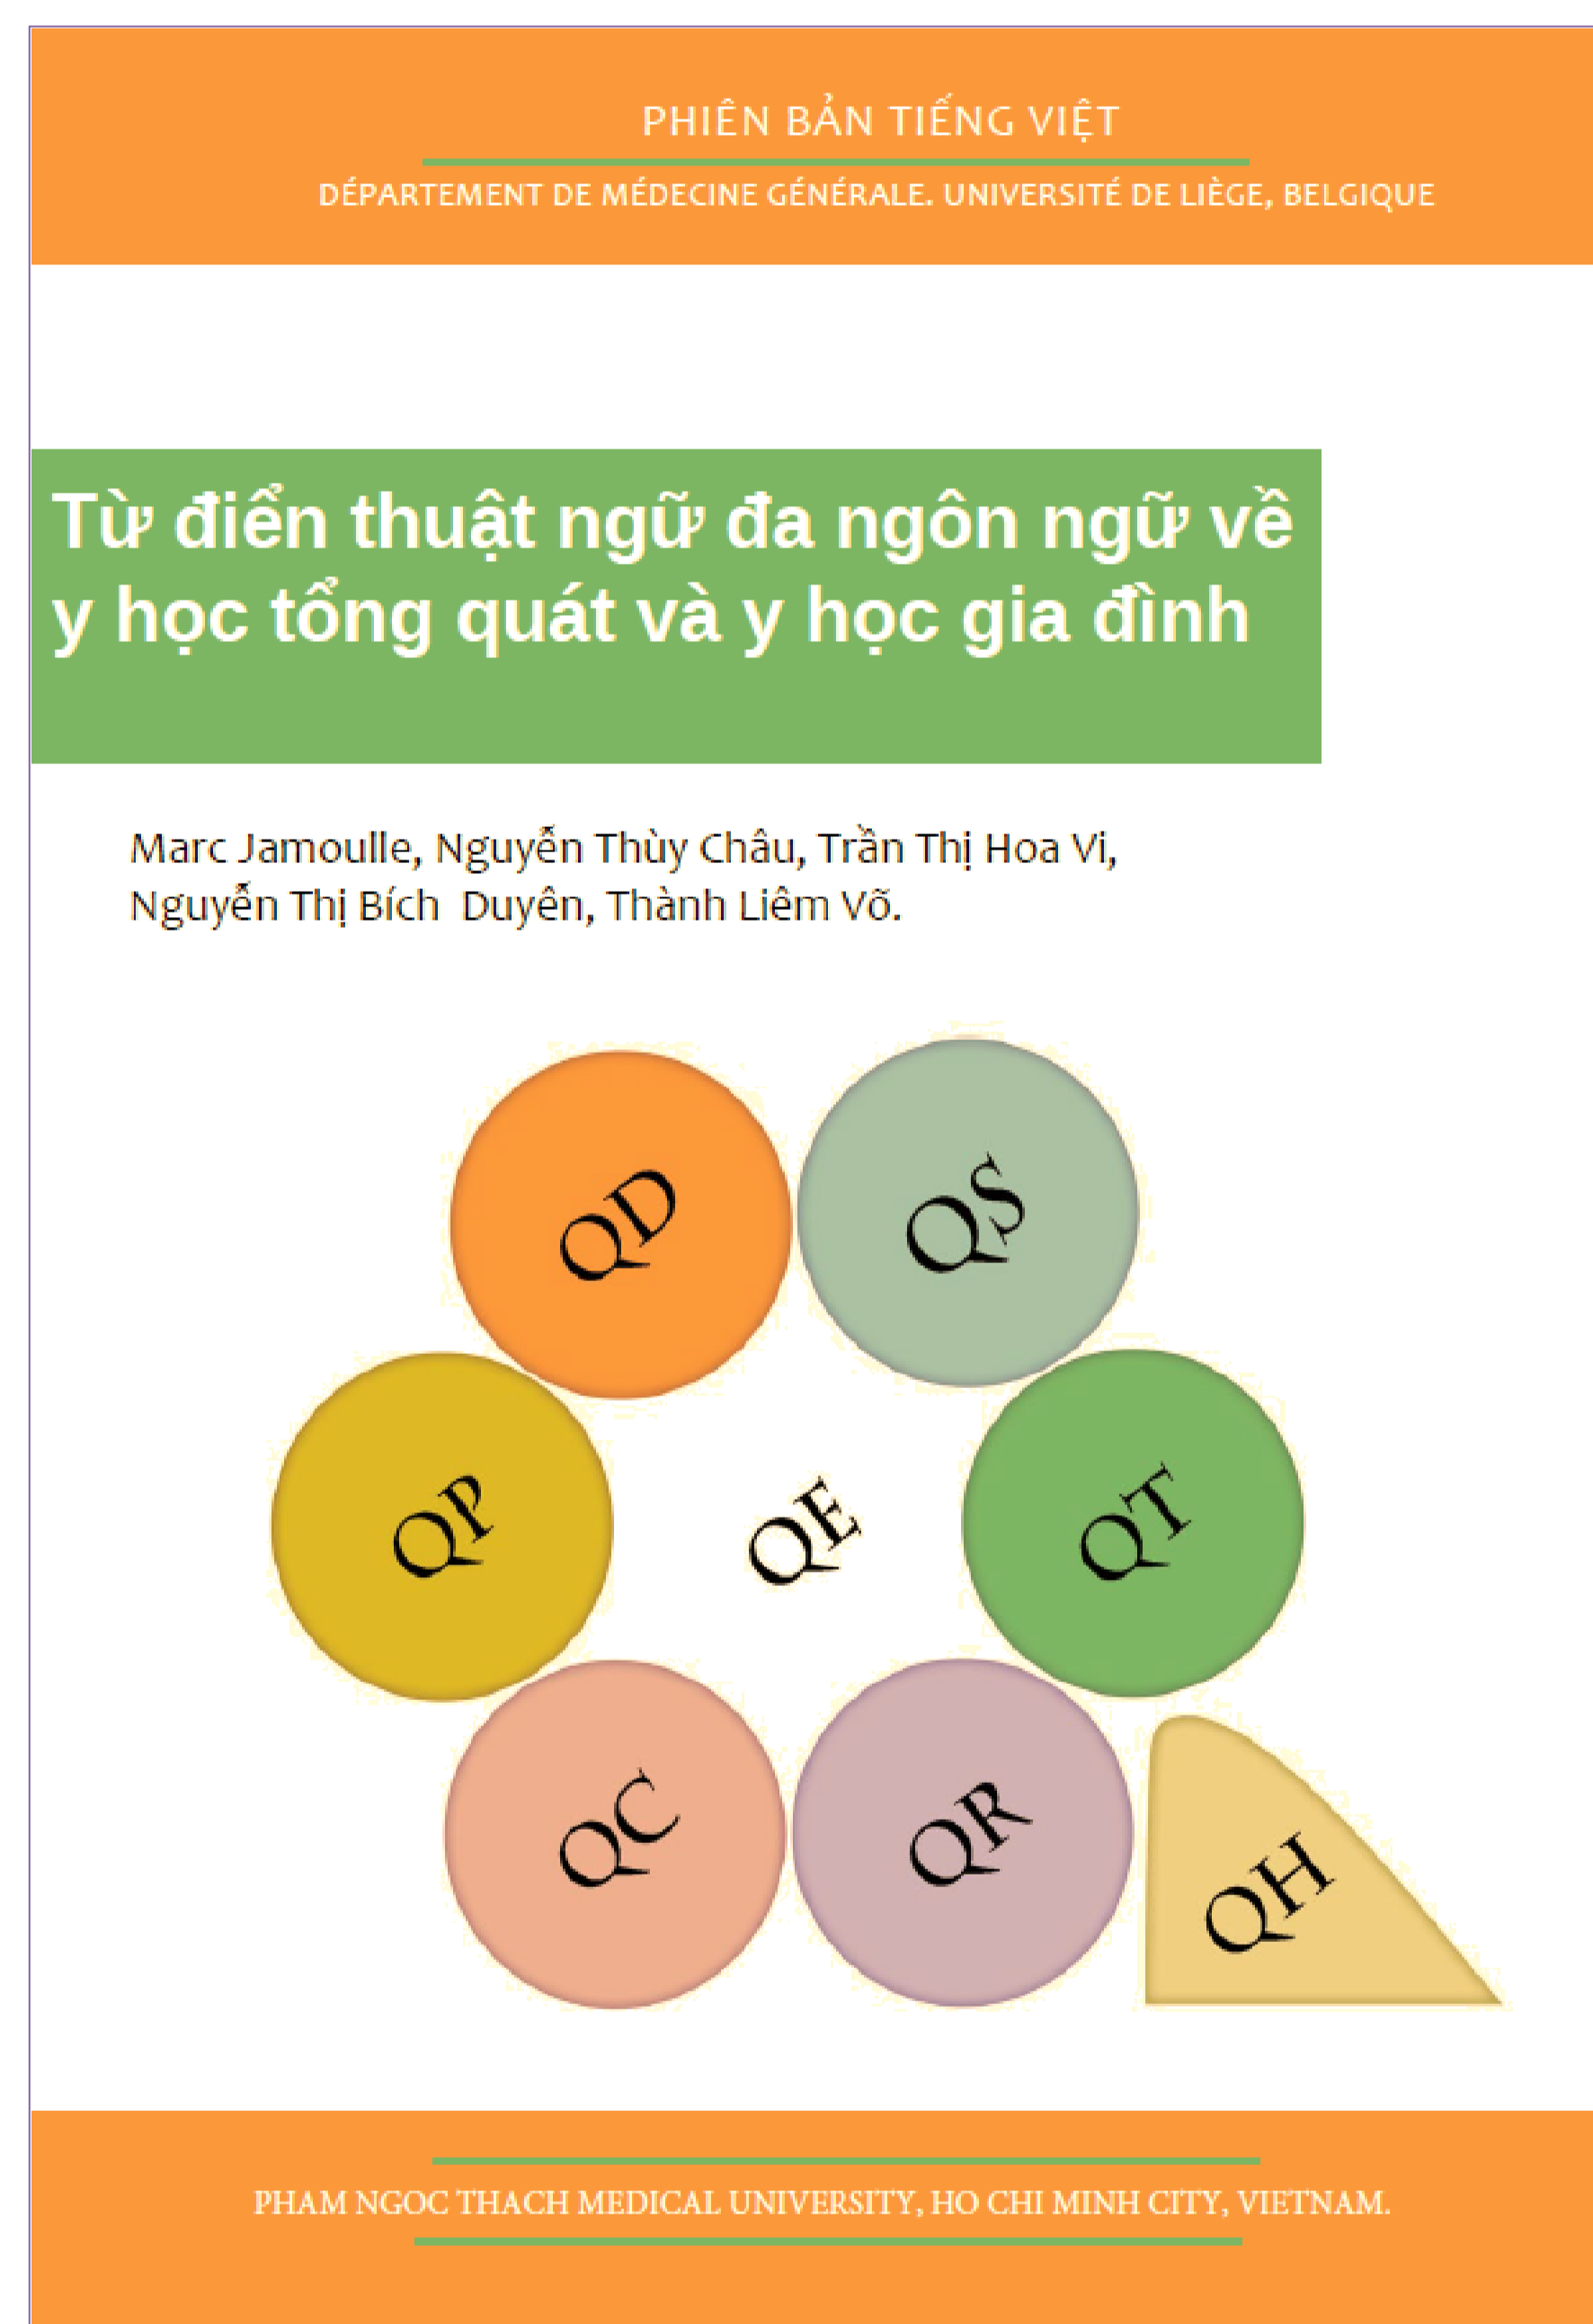 PHIÊN BẢN TIẾNG VIỆT
DÉPARTEMENT DE MÉDECINE GÉNÉRALE. UNIVERSITÉ DE LIÈGE, BELGIQUE
Từ điển thuật ngữ đa ngôn ngữ về
y học tổng quát và y học gia đình
Marc Jamoulle, Nguyễn Thùy Châu, Trần Thị Hoa Vi,
Nguyễn Thị Bích Duyên, Thành Liêm Võ.
QD
QS
QP
QE
QT
QC
QR
QH
PHAM NGOC THACH MEDICAL UNIVERSITY, HO CHI MINH CITY, VIETNAM.